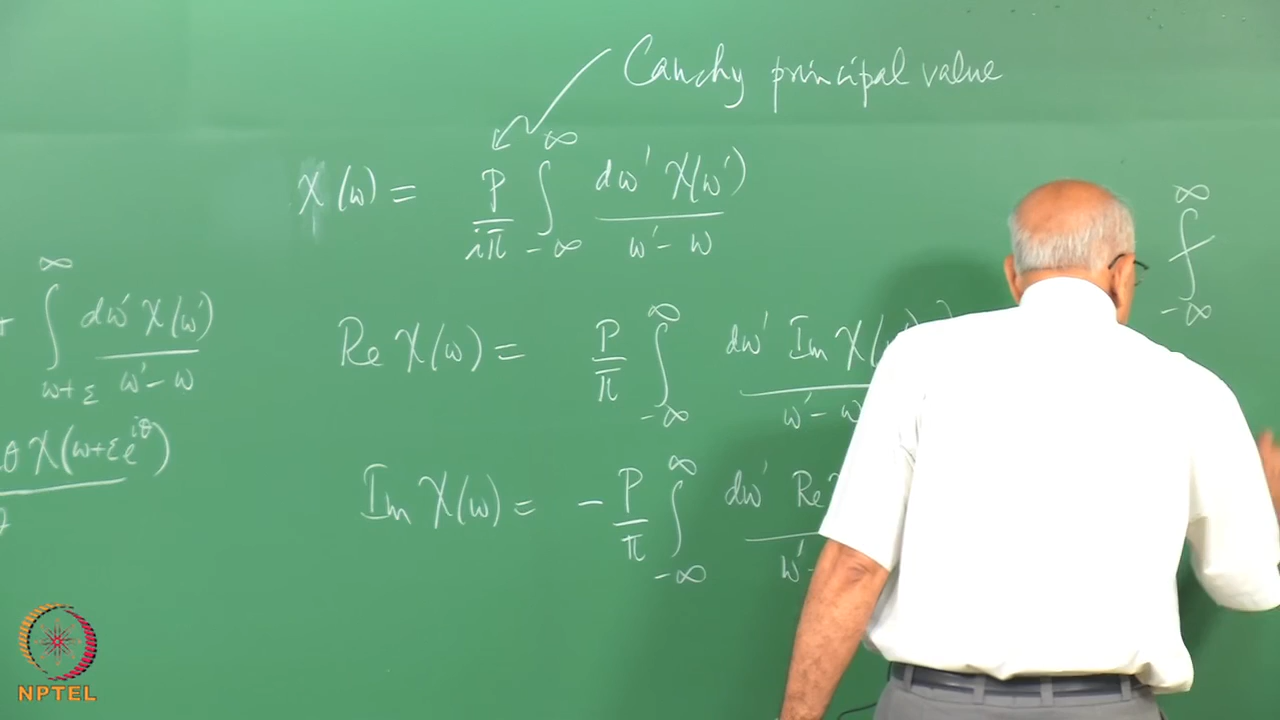 Cauchy principal value
χ(ω) = P/iπ ∫_{-∞}^{∞} dω' χ(ω') / ω' - ω
⨍_{-∞}^{∞}
∫_{ω+ε}^{∞} dω' χ(ω') / ω' - ω
Re χ(ω) = P/π ∫_{-∞}^{∞} dω' Im χ(ω') / ω' - ω
θ χ(ω+εe^{iθ})
Im χ(ω) = - P/π ∫_{-∞}^{∞} dω' Re / ω' -
NPTEL